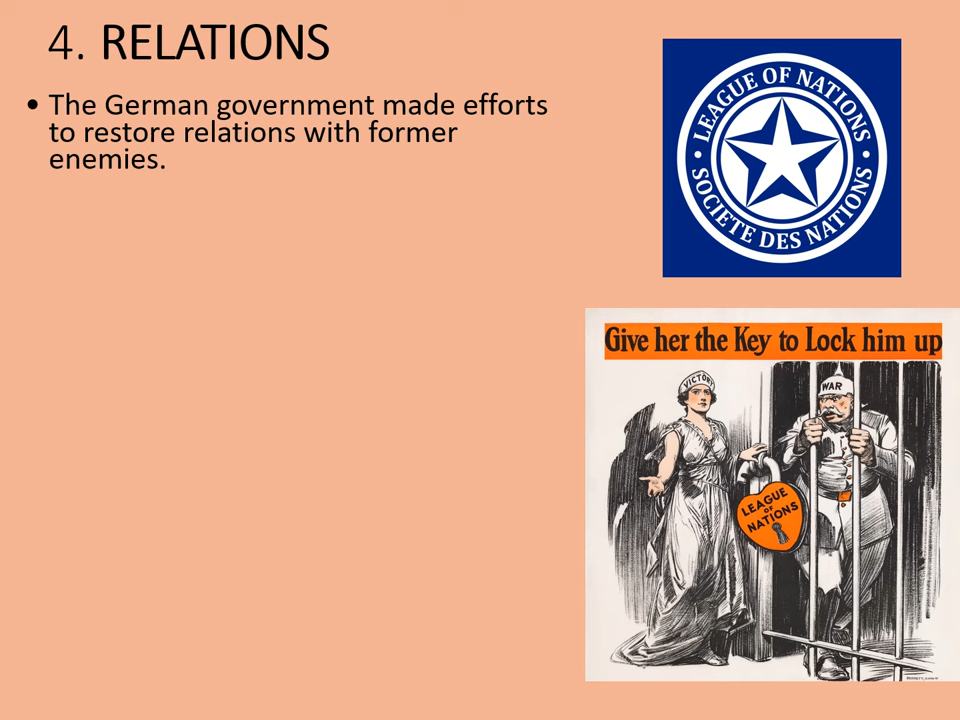 4. RELATIONS
• The German government made efforts
to restore relations with former
enemies.
LEAGUE OF NATIONS
• SOCIETE DES NATIONS •
Give her the Key to Lock him up
VICTORY
WAR
LEAGUE
OF
NATIONS